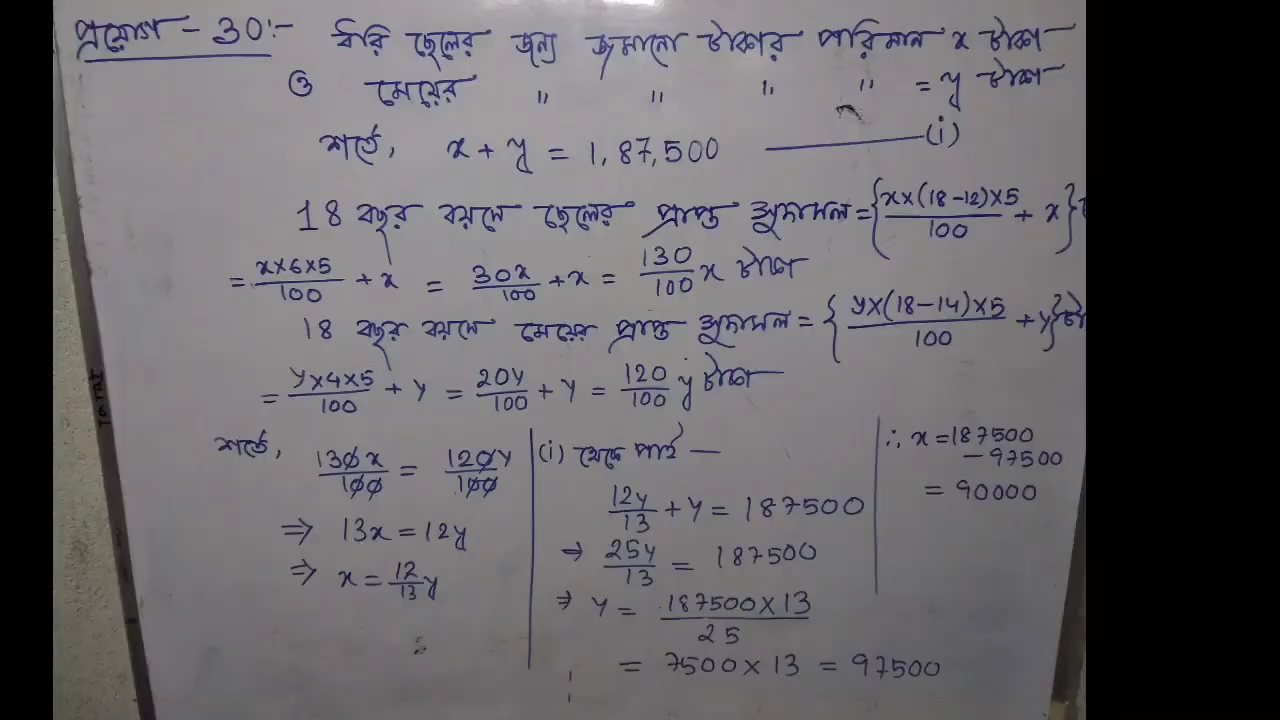 প্রয়োগ - 30:- ধরি ছেলের জন্য জমানো টাকার পরিমান x টাকা
ও মেয়ের " " " " = y টাকা
শর্তে, x + y = 1,87,500 ——— (i)
18 বছর বয়সে ছেলের প্রাপ্ত সুদাসল = {x×(18-12)×5/100 + x} ট
= x×6×5/100 + x = 30x/100 + x = 130/100 x টাকা
18 বছর বয়সে মেয়ের প্রাপ্ত সুদাসল = {y×(18-14)×5/100 + y} টা
= y×4×5/100 + y = 20y/100 + y = 120/100 y টাকা
শর্তে, 130x/100 = 120y/100
⇒ 13x = 12y
⇒ x = 12/13 y
(i) থেকে পাই —
12y/13 + y = 187500
⇒ 25y/13 = 187500
⇒ y = 187500×13/25
= 7500×13 = 97500
∴ x = 187500
- 97500
= 90000